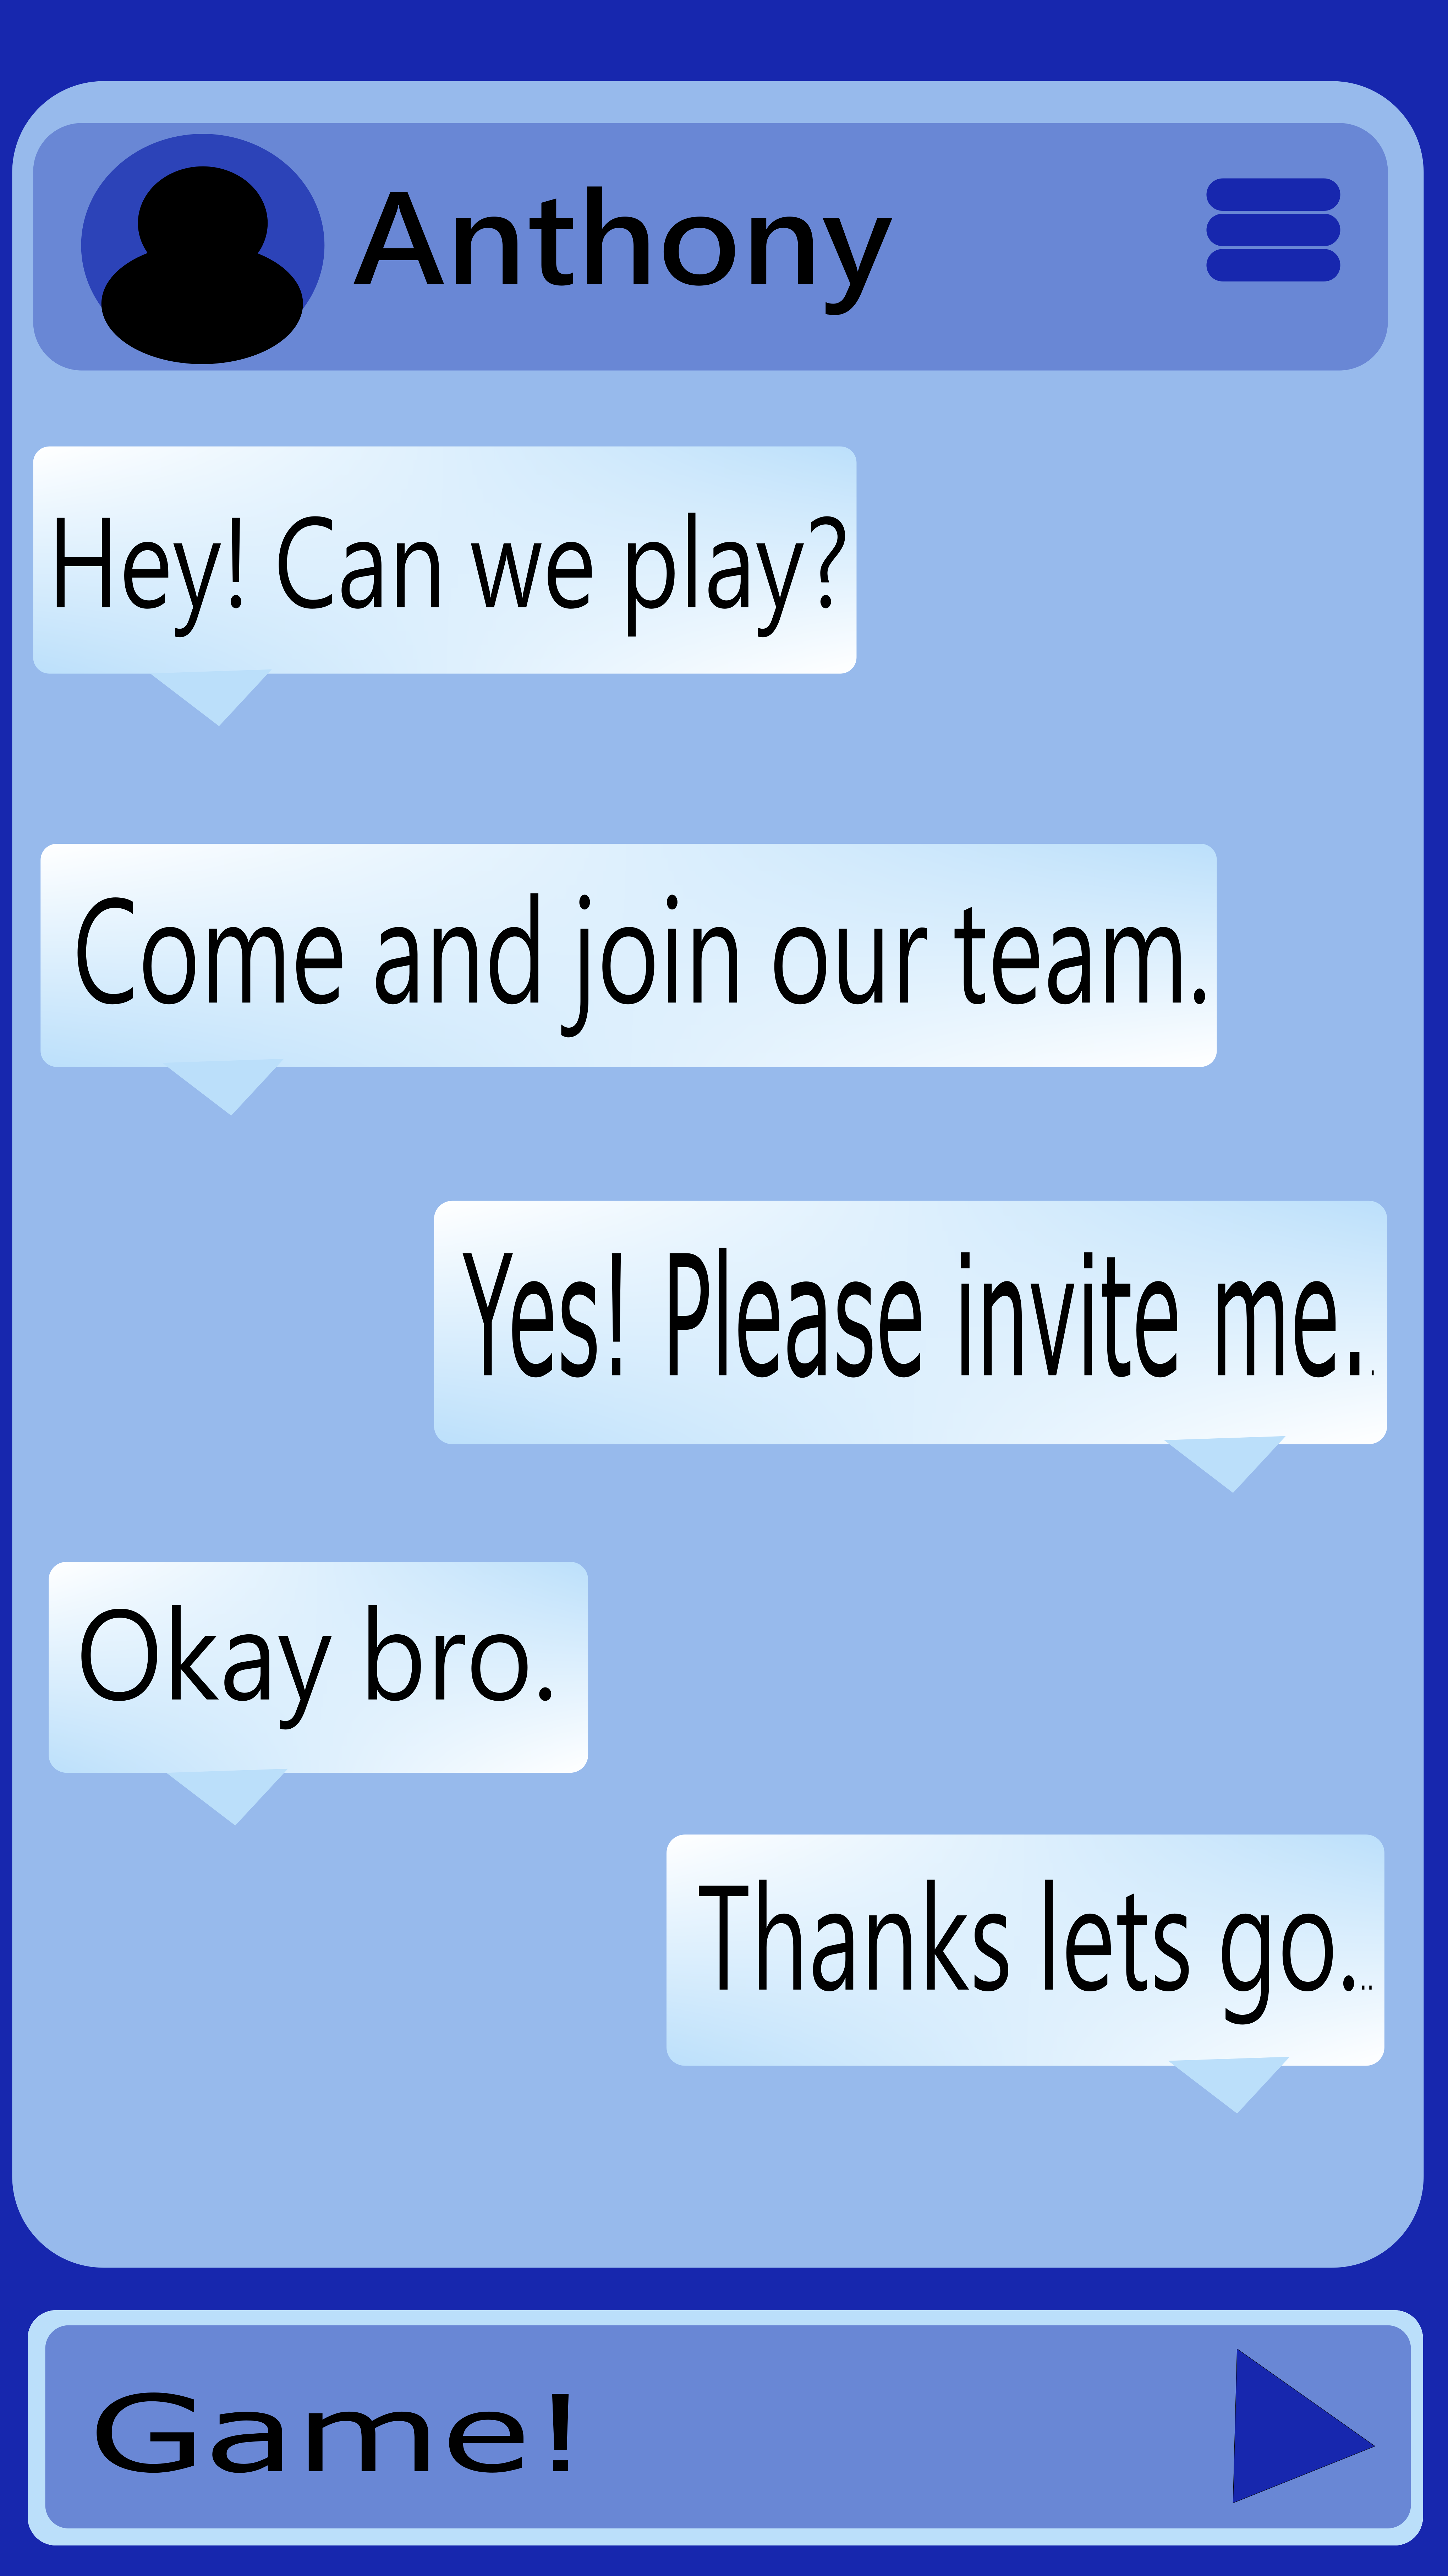 Anthony
Hey! Can we play?
Come and join our team.
Yes! Please invite me..
Okay bro.
Thanks lets go...
Game!